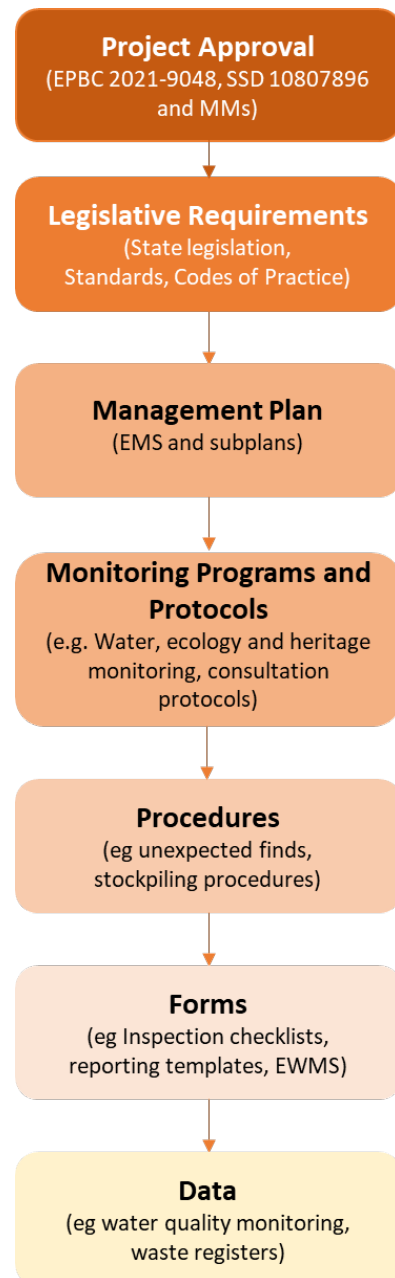 Project Approval
(EPBC 2021-9048, SSD 10807896
and MMs)
Legislative Requirements
(State legislation,
Standards, Codes of Practice)
Management Plan
(EMS and subplans)
Monitoring Programs and
Protocols
(e.g. Water, ecology and heritage
monitoring, consultation
protocols)
Procedures
(eg unexpected finds,
stockpiling procedures)
Forms
(eg Inspection checklists,
reporting templates, EWMS)
Data
(eg water quality monitoring,
waste registers)